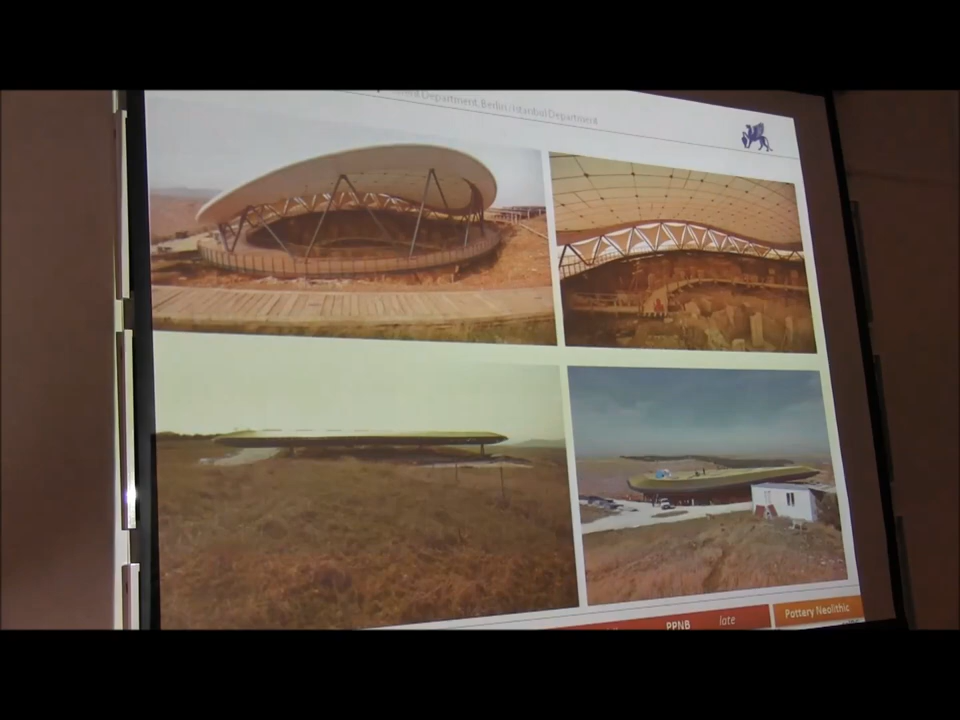 Department, Berlin / Istanbul Department
PPNB late Pottery Neolithic